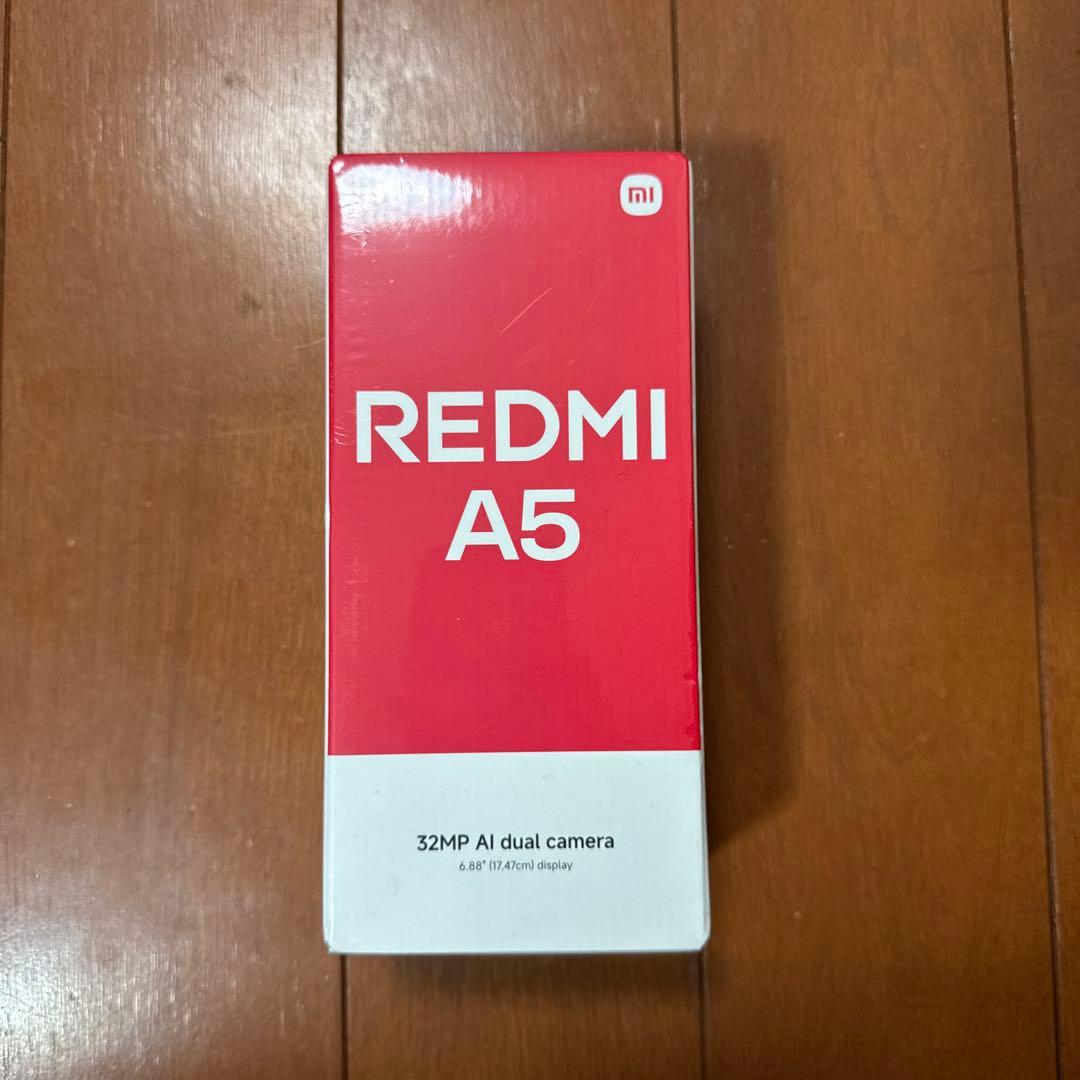 mi
REDMI
A5
32MP AI dual camera
6.88" (17.47cm) display